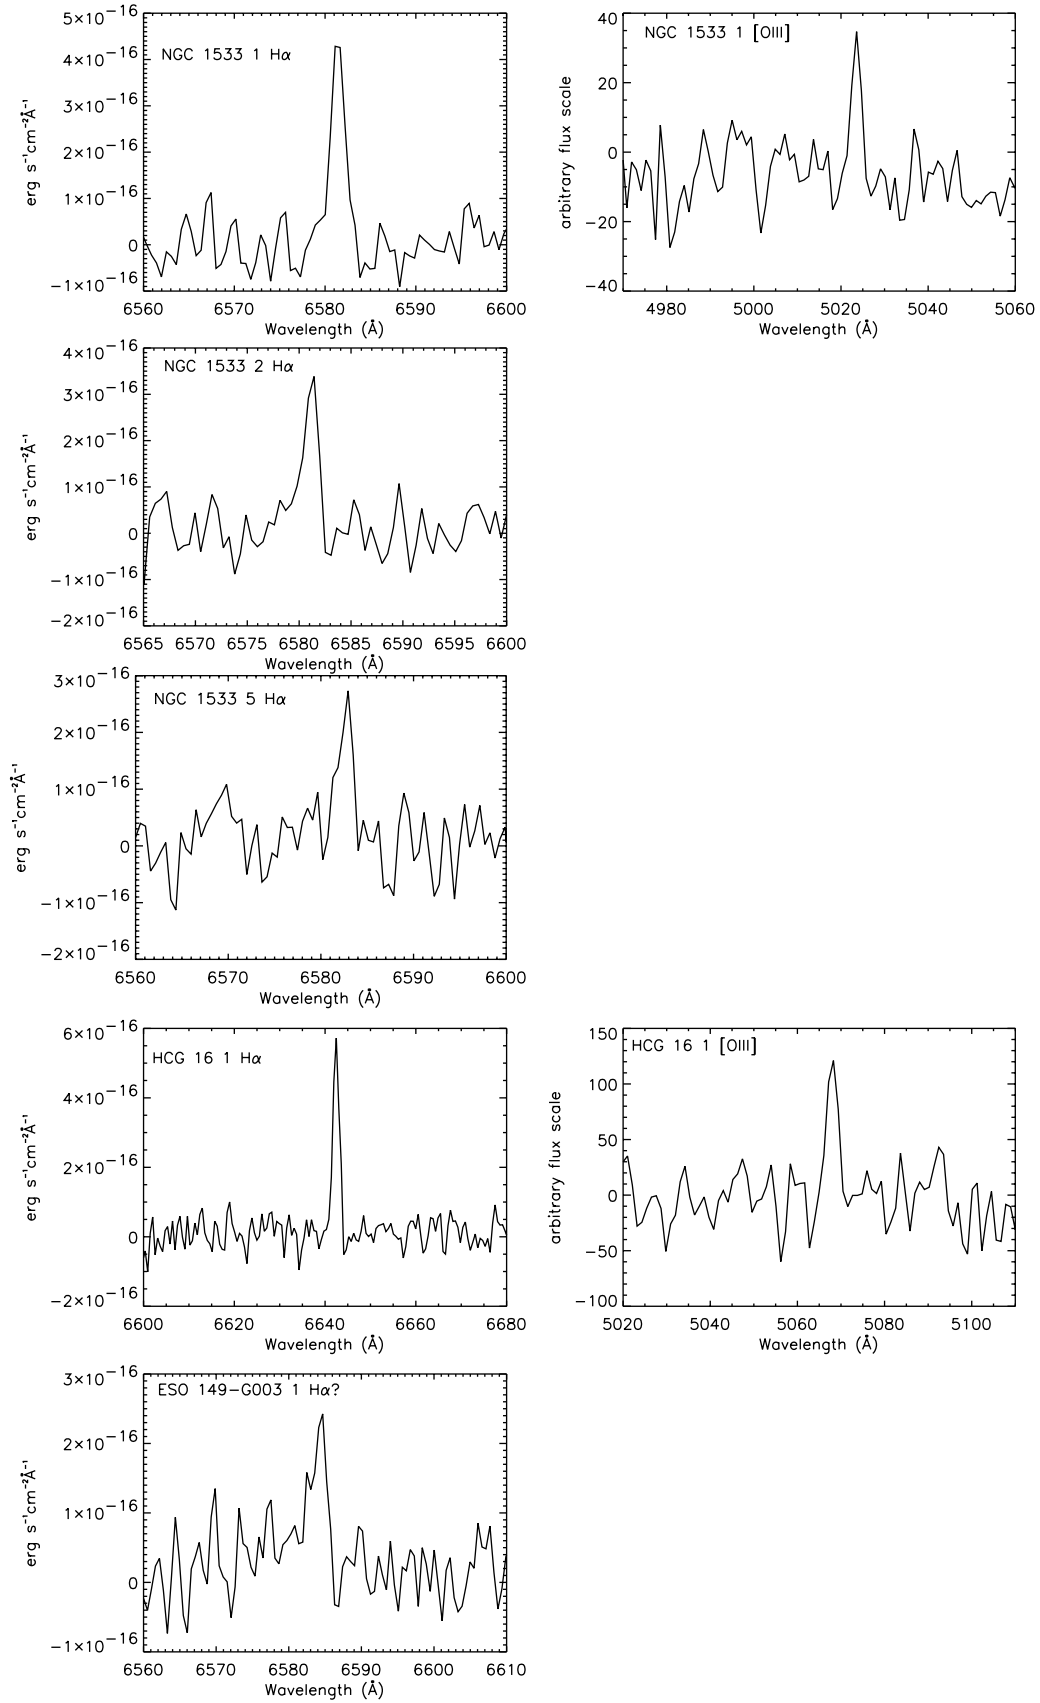 NGC 1533 1 Hα
erg s⁻¹cm⁻²Å⁻¹
5×10⁻¹⁶
4×10⁻¹⁶
3×10⁻¹⁶
2×10⁻¹⁶
1×10⁻¹⁶
0
−1×10⁻¹⁶
6560 6570 6580 6590 6600
Wavelength (Å)
NGC 1533 1 [OIII]
arbitrary flux scale
40
20
0
−20
−40
4980 5000 5020 5040 5060
Wavelength (Å)
NGC 1533 2 Hα
erg s⁻¹cm⁻²Å⁻¹
4×10⁻¹⁶
3×10⁻¹⁶
2×10⁻¹⁶
1×10⁻¹⁶
0
−1×10⁻¹⁶
−2×10⁻¹⁶
6565 6570 6575 6580 6585 6590 6595 6600
Wavelength (Å)
NGC 1533 5 Hα
erg s⁻¹cm⁻²Å⁻¹
3×10⁻¹⁶
2×10⁻¹⁶
1×10⁻¹⁶
0
−1×10⁻¹⁶
−2×10⁻¹⁶
6560 6570 6580 6590 6600
Wavelength (Å)
HCG 16 1 Hα
erg s⁻¹cm⁻²Å⁻¹
6×10⁻¹⁶
4×10⁻¹⁶
2×10⁻¹⁶
0
−2×10⁻¹⁶
6600 6620 6640 6660 6680
Wavelength (Å)
HCG 16 1 [OIII]
arbitrary flux scale
150
100
50
0
−50
−100
5020 5040 5060 5080 5100
Wavelength (Å)
ESO 149−G003 1 Hα?
erg s⁻¹cm⁻²Å⁻¹
3×10⁻¹⁶
2×10⁻¹⁶
1×10⁻¹⁶
0
−1×10⁻¹⁶
6560 6570 6580 6590 6600 6610
Wavelength (Å)